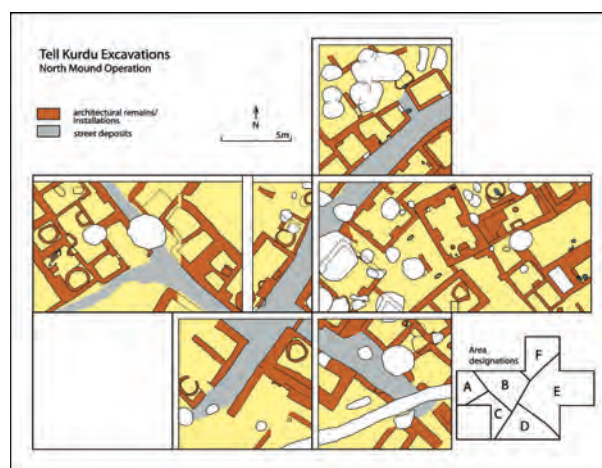 Tell Kurdu Excavations
North Mound Operation
architectural remains/
installations
street deposits
N
5m
Area
designations
F
A
B
E
C
D